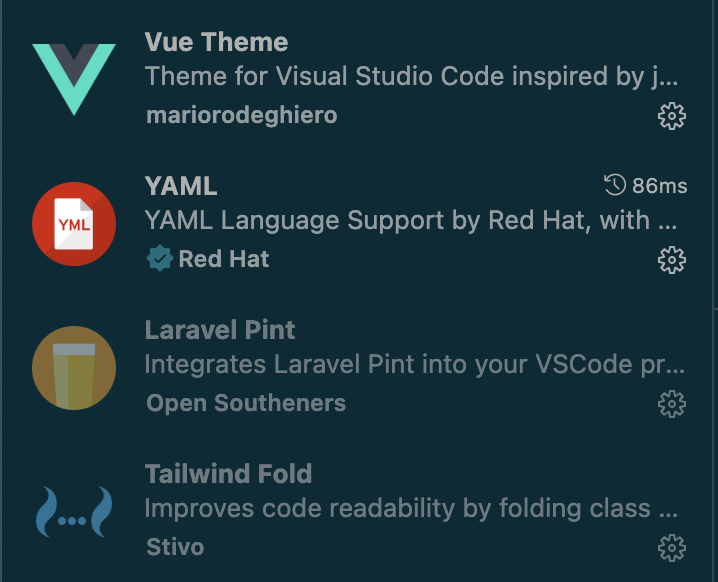 Vue Theme
Theme for Visual Studio Code inspired by j...
mariorodeghiero
YAML 86ms
YML
YAML Language Support by Red Hat, with ...
Red Hat
Laravel Pint
Integrates Laravel Pint into your VSCode pr...
Open Southeners
Tailwind Fold
Improves code readability by folding class ...
Stivo